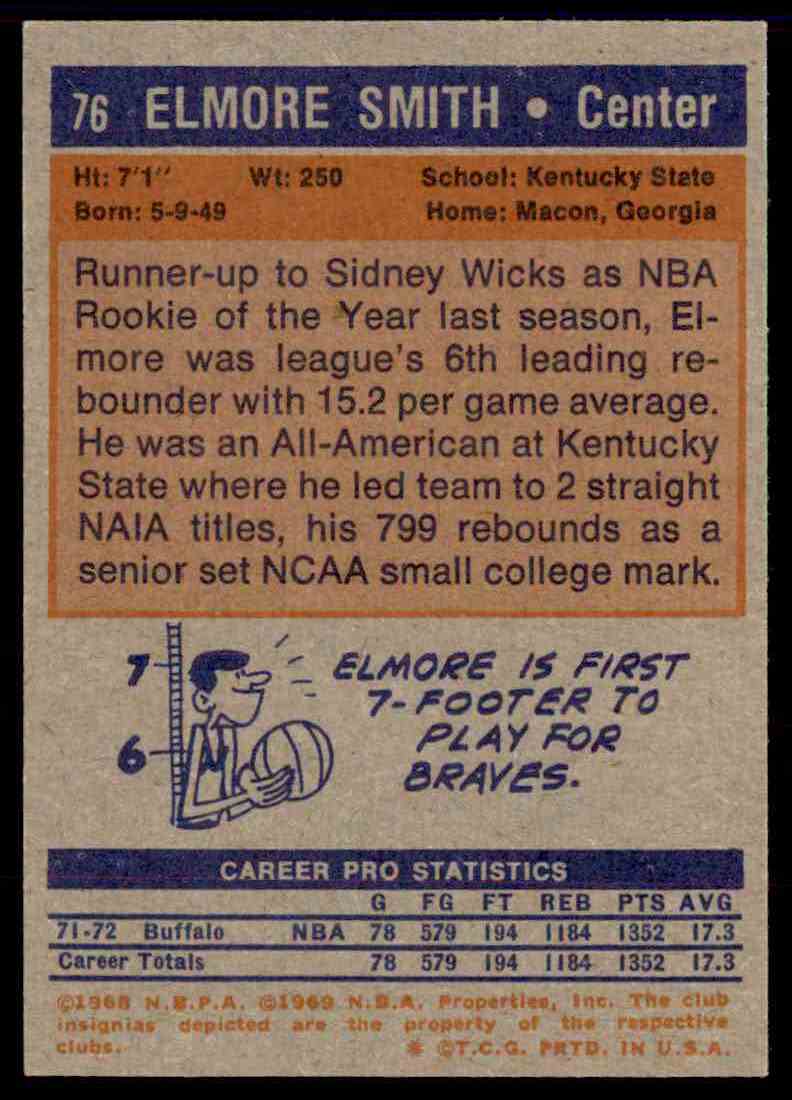 76 ELMORE SMITH • Center
Ht: 7'1" Wt: 250 School: Kentucky State
Born: 5-9-49 Home: Macon, Georgia
Runner-up to Sidney Wicks as NBA
Rookie of the Year last season, El-
more was league's 6th leading re-
bounder with 15.2 per game average.
He was an All-American at Kentucky
State where he led team to 2 straight
NAIA titles, his 799 rebounds as a
senior set NCAA small college mark.
7
6
ELMORE IS FIRST
7-FOOTER TO
PLAY FOR
BRAVES.
CAREER PRO STATISTICS
G FG FT REB PTS AVG
71-72 Buffalo NBA 78 579 194 1184 1352 17.3
Career Totals 78 579 194 1184 1352 17.3
©1968 N.B.P.A. ©1969 N.B.A. Properties, Inc. The club
insignias depicted are the property of the respective
clubs. * ©T.C.G. PRTD. IN U.S.A.